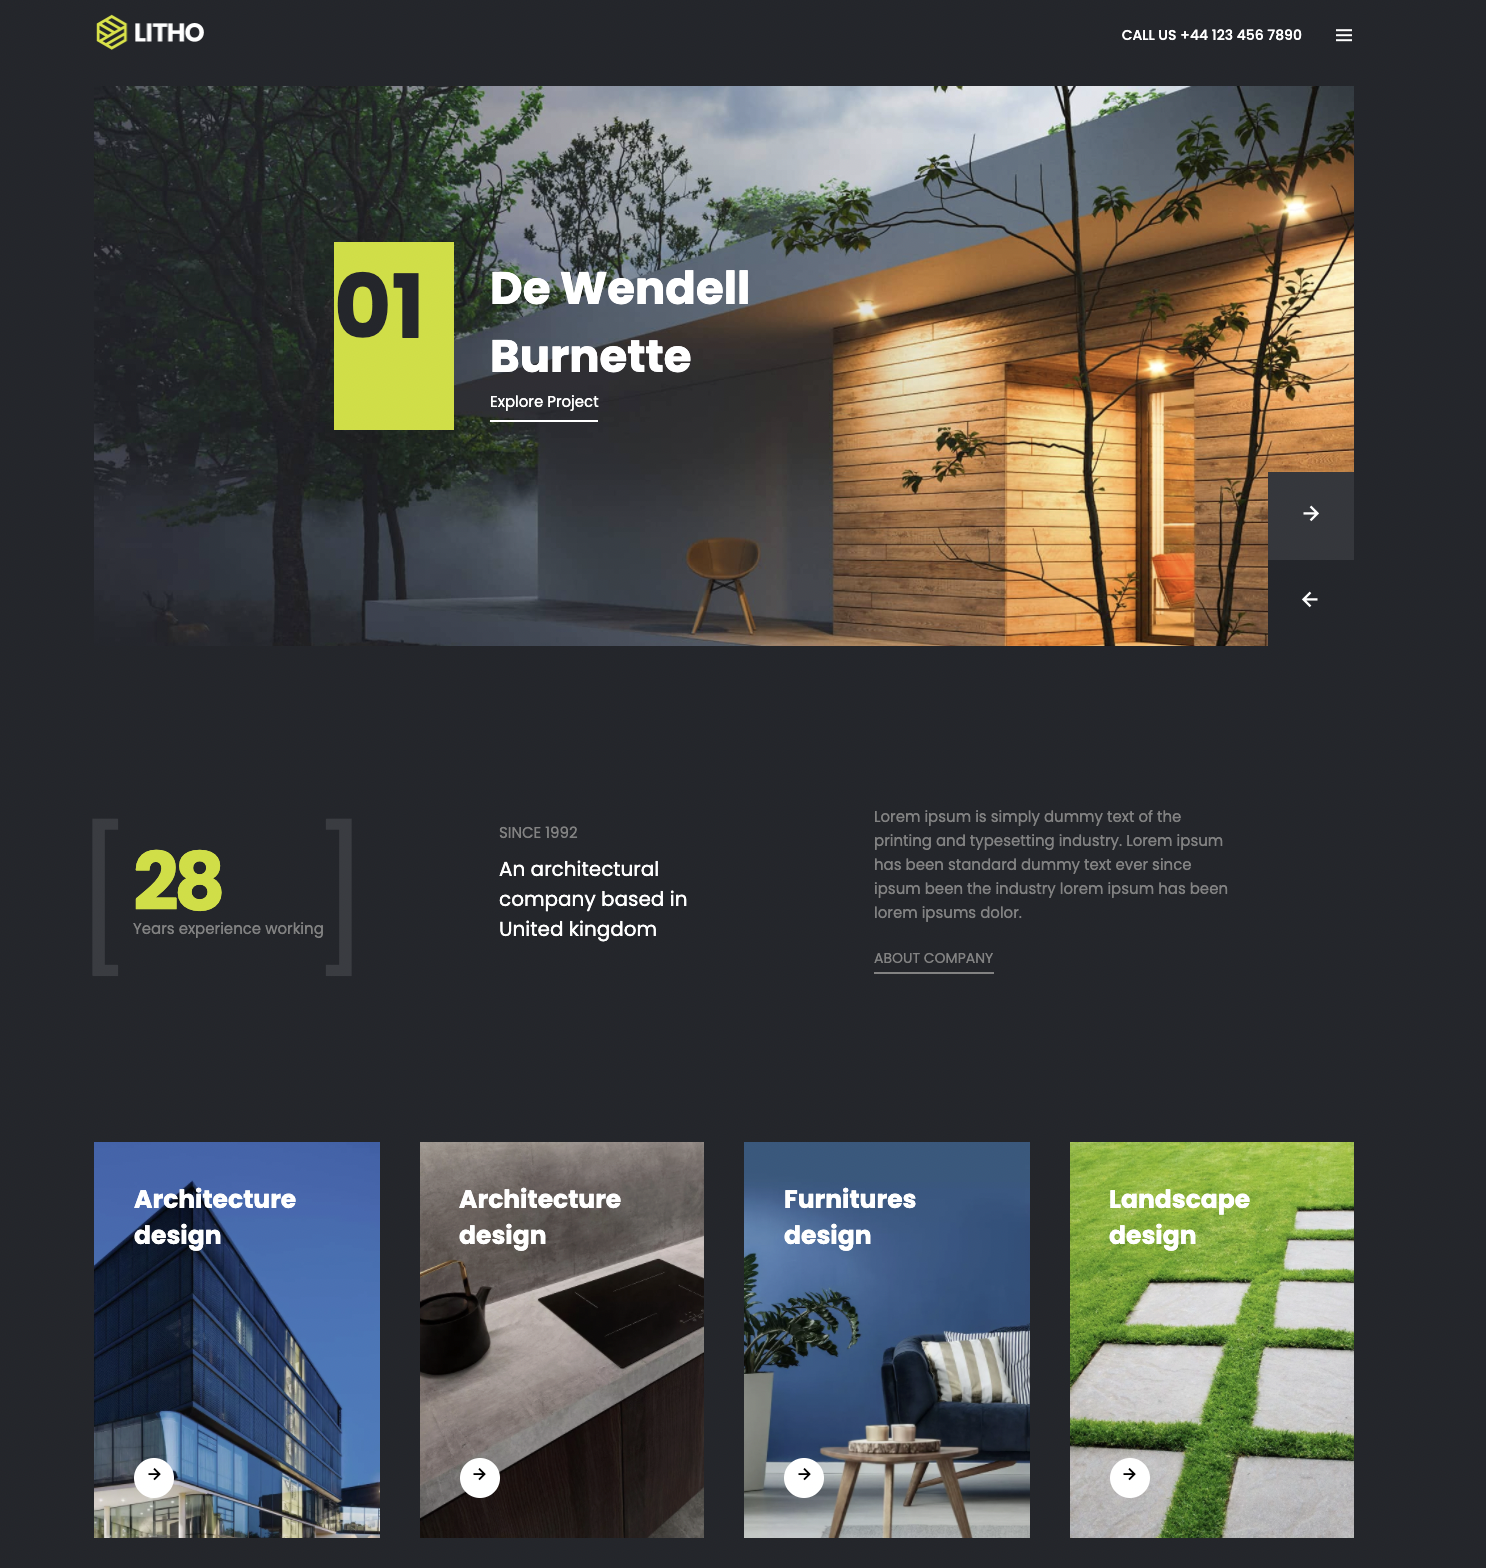 LITHO
CALL US +44 123 456 7890
01
De Wendell
Burnette
Explore Project
28
Years experience working
SINCE 1992
An architectural
company based in
United kingdom
Lorem ipsum is simply dummy text of the
printing and typesetting industry. Lorem ipsum
has been standard dummy text ever since
ipsum been the industry lorem ipsum has been
lorem ipsums dolor.
ABOUT COMPANY
Architecture
design
Architecture
design
Furnitures
design
Landscape
design